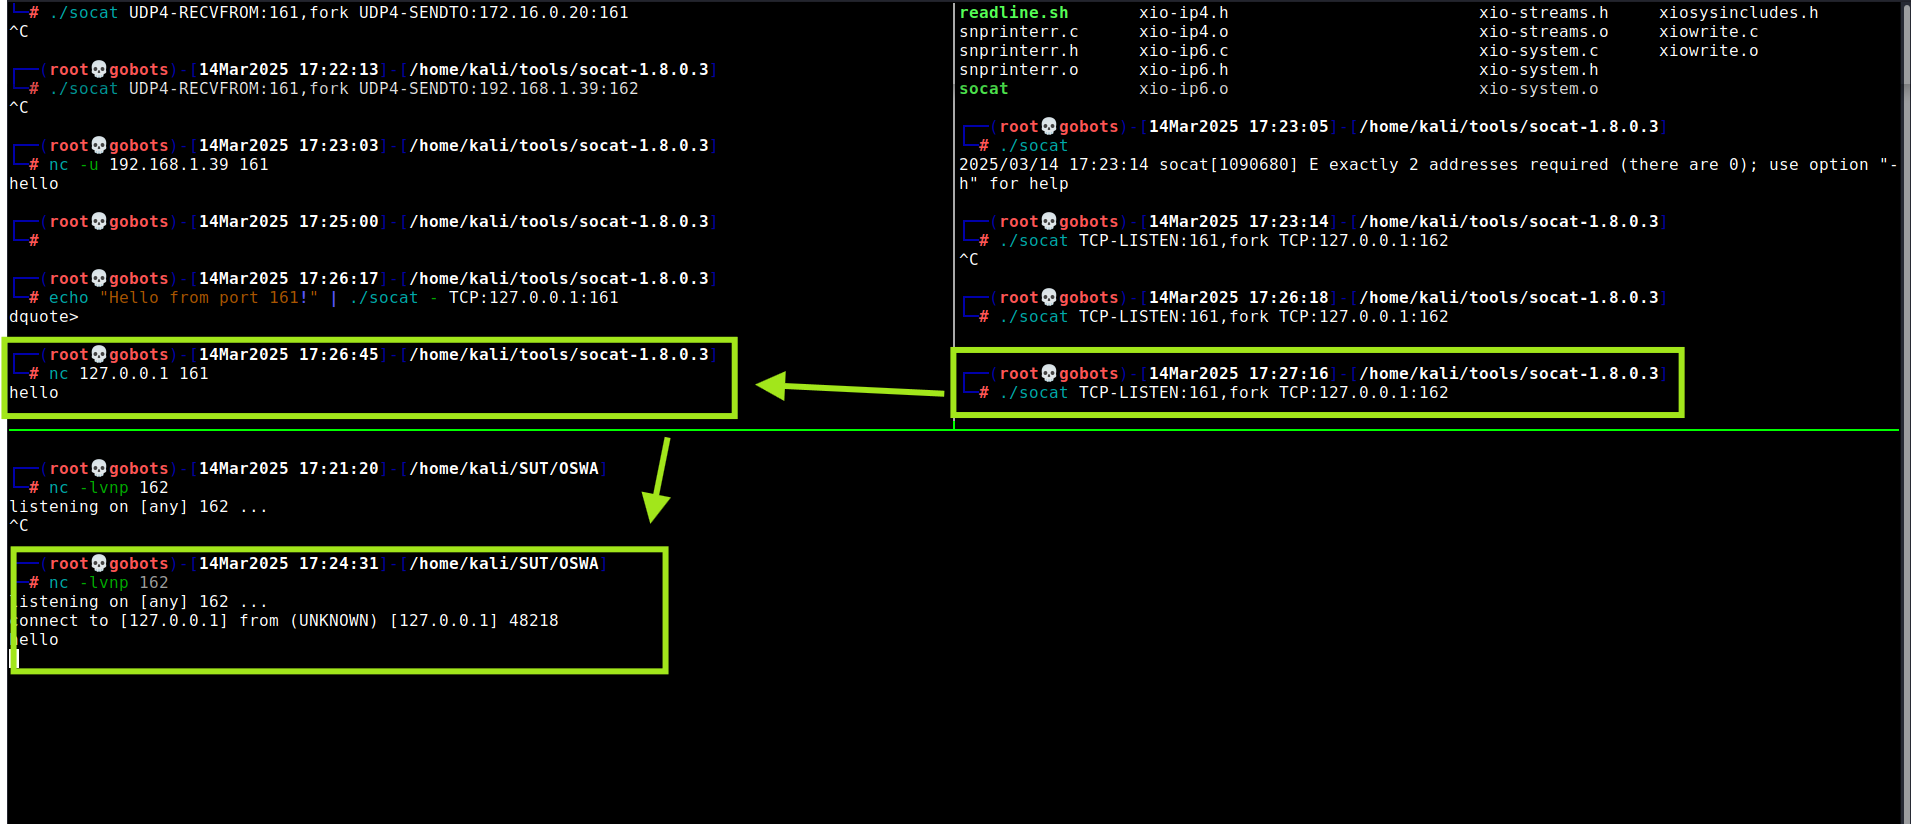 └─# ./socat UDP4-RECVFROM:161,fork UDP4-SENDTO:172.16.0.20:161
^C
┌──(root💀gobots)-[14Mar2025 17:22:13]-[/home/kali/tools/socat-1.8.0.3]
└─# ./socat UDP4-RECVFROM:161,fork UDP4-SENDTO:192.168.1.39:162
^C
┌──(root💀gobots)-[14Mar2025 17:23:03]-[/home/kali/tools/socat-1.8.0.3]
└─# nc -u 192.168.1.39 161
hello
┌──(root💀gobots)-[14Mar2025 17:25:00]-[/home/kali/tools/socat-1.8.0.3]
└─#
┌──(root💀gobots)-[14Mar2025 17:26:17]-[/home/kali/tools/socat-1.8.0.3]
└─# echo "Hello from port 161!" | ./socat - TCP:127.0.0.1:161
dquote>
┌──(root💀gobots)-[14Mar2025 17:26:45]-[/home/kali/tools/socat-1.8.0.3]
└─# nc 127.0.0.1 161
hello
readline.sh xio-ip4.h xio-streams.h xiosysincludes.h
snprinterr.c xio-ip4.o xio-streams.o xiowrite.c
snprinterr.h xio-ip6.c xio-system.c xiowrite.o
snprinterr.o xio-ip6.h xio-system.h
socat xio-ip6.o xio-system.o
┌──(root💀gobots)-[14Mar2025 17:23:05]-[/home/kali/tools/socat-1.8.0.3]
└─# ./socat
2025/03/14 17:23:14 socat[1090680] E exactly 2 addresses required (there are 0); use option "-
h" for help
┌──(root💀gobots)-[14Mar2025 17:23:14]-[/home/kali/tools/socat-1.8.0.3]
└─# ./socat TCP-LISTEN:161,fork TCP:127.0.0.1:162
^C
┌──(root💀gobots)-[14Mar2025 17:26:18]-[/home/kali/tools/socat-1.8.0.3]
└─# ./socat TCP-LISTEN:161,fork TCP:127.0.0.1:162
┌──(root💀gobots)-[14Mar2025 17:27:16]-[/home/kali/tools/socat-1.8.0.3]
└─# ./socat TCP-LISTEN:161,fork TCP:127.0.0.1:162
┌──(root💀gobots)-[14Mar2025 17:21:20]-[/home/kali/SUT/OSWA]
└─# nc -lvnp 162
listening on [any] 162 ...
^C
┌──(root💀gobots)-[14Mar2025 17:24:31]-[/home/kali/SUT/OSWA]
└─# nc -lvnp 162
listening on [any] 162 ...
connect to [127.0.0.1] from (UNKNOWN) [127.0.0.1] 48218
hello